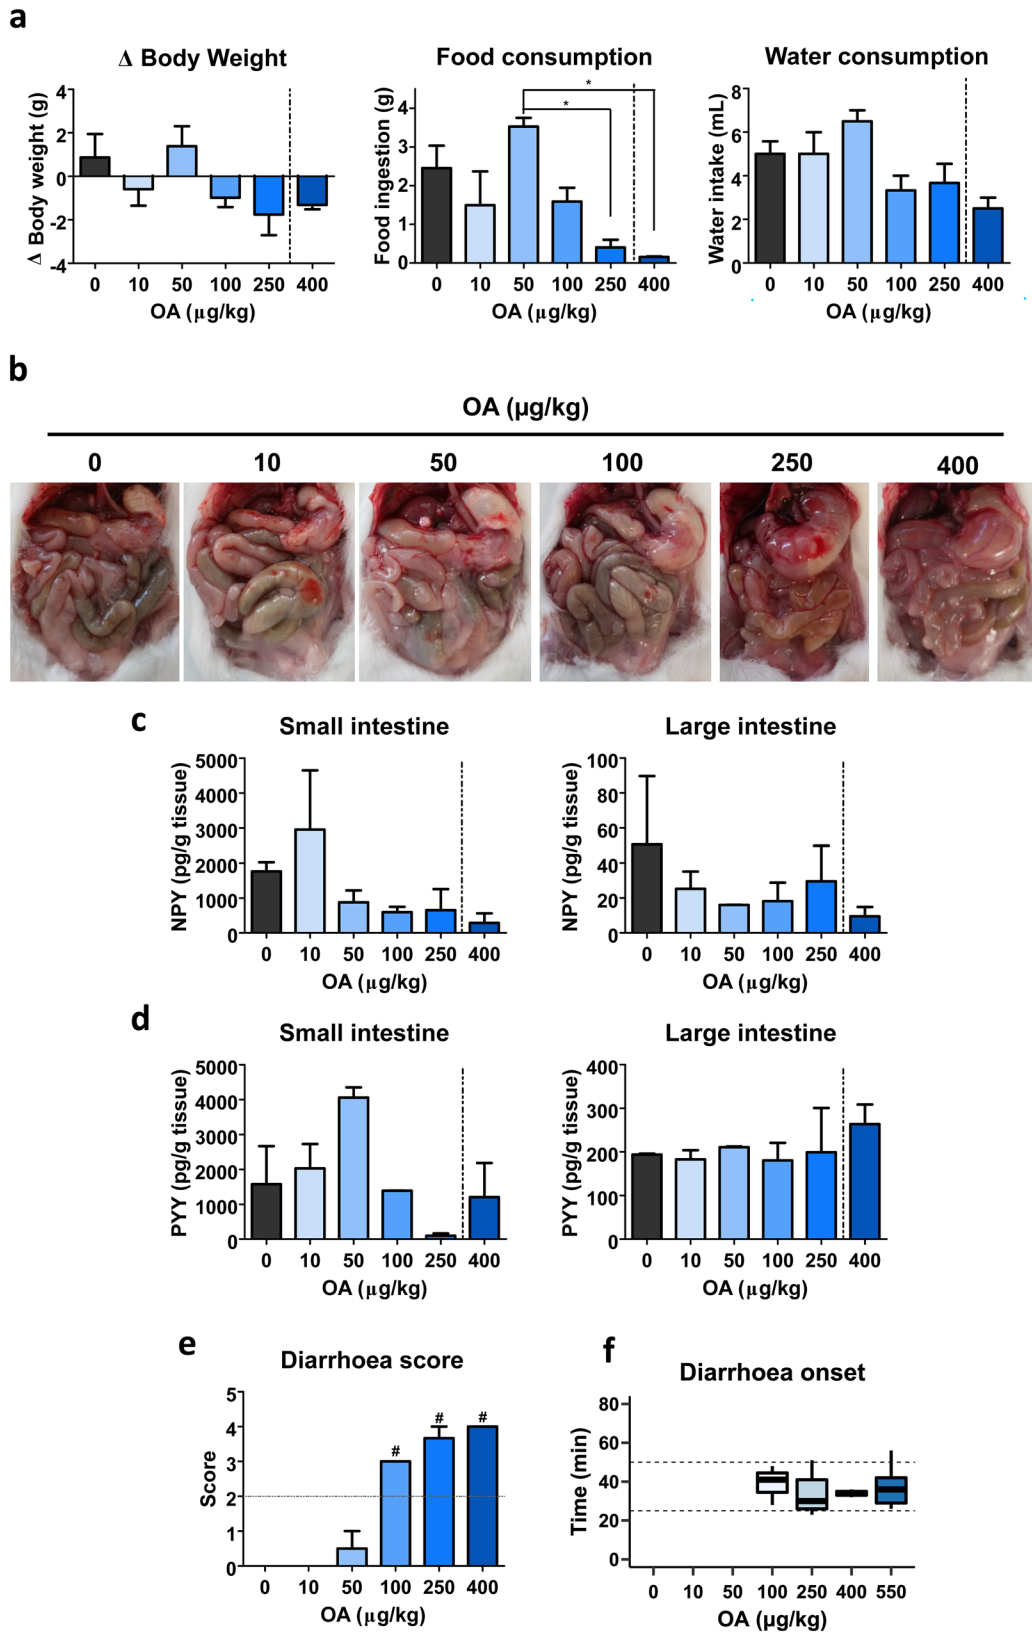 a
Δ Body Weight
Food consumption
Water consumption
Δ Body weight (g)
4
2
0
-2
-4
0 10 50 100 250 400
OA (μg/kg)
Food ingestion (g)
4
3
2
1
0
* *
0 10 50 100 250 400
OA (μg/kg)
Water intake (mL)
8
6
4
2
0
0 10 50 100 250 400
OA (μg/kg)
b
OA (μg/kg)
0 10 50 100 250 400
c
Small intestine
Large intestine
NPY (pg/g tissue)
5000
4000
3000
2000
1000
0
0 10 50 100 250 400
OA (μg/kg)
NPY (pg/g tissue)
100
80
60
40
20
0
0 10 50 100 250 400
OA (μg/kg)
d
Small intestine
Large intestine
PYY (pg/g tissue)
5000
4000
3000
2000
1000
0
0 10 50 100 250 400
OA (μg/kg)
PYY (pg/g tissue)
400
300
200
100
0
0 10 50 100 250 400
OA (μg/kg)
e
Diarrhoea score
Score
5
4
3
2
1
0
# # #
0 10 50 100 250 400
OA (μg/kg)
f
Diarrhoea onset
Time (min)
80
60
40
20
0
0 10 50 100 250 400 550
OA (μg/kg)